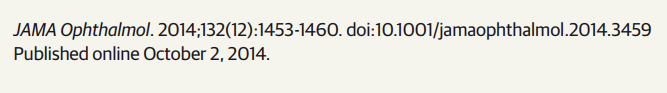 JAMA Ophthalmol. 2014;132(12):1453-1460. doi:10.1001/jamaophthalmol.2014.3459
Published online October 2, 2014.